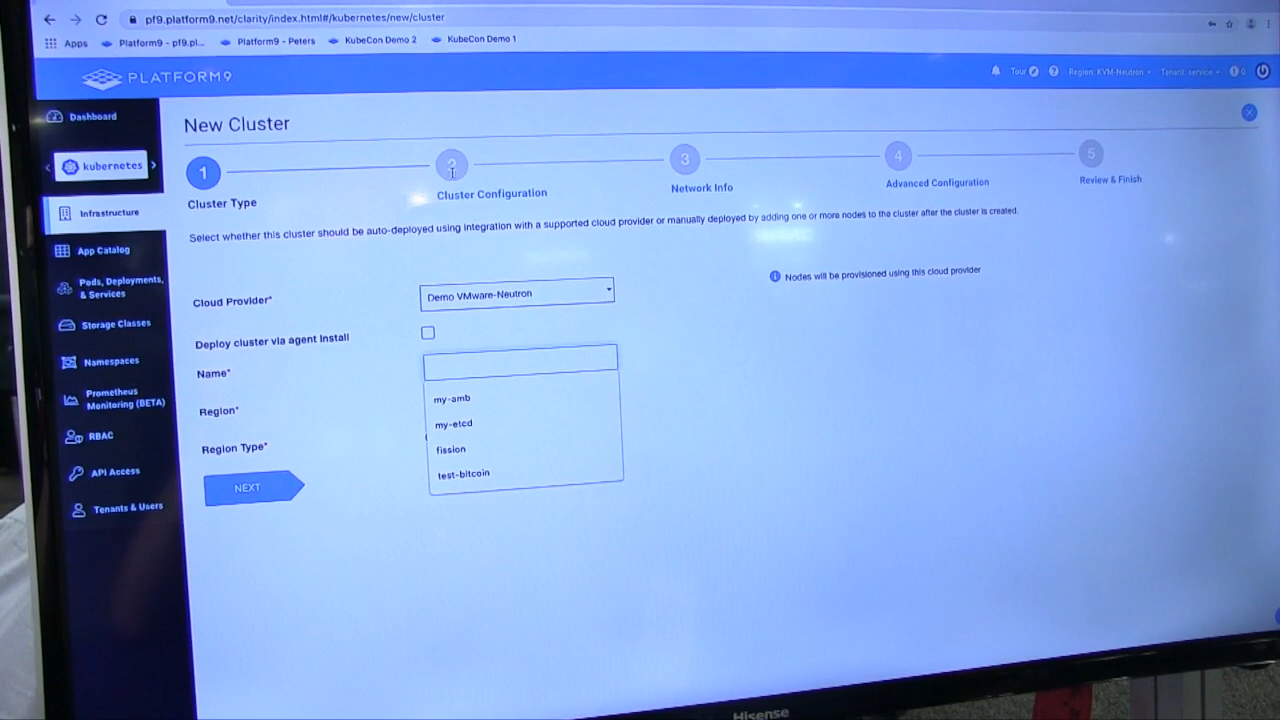 pf9.platform9.net/clarity/index.html#/kubernetes/new/cluster
Apps Platform9 - pf9.pl... Platform9 - Peters KubeCon Demo 2 KubeCon Demo 1
PLATFORM9
Tour ? Region: KVM-Neutron Tenant: service 0
Dashboard
kubernetes
Infrastructure
App Catalog
Pods, Deployments,
& Services
Storage Classes
Namespaces
Prometheus
Monitoring (BETA)
RBAC
API Access
Tenants & Users
New Cluster
1 2 3 4 5
Cluster Type Cluster Configuration Network Info Advanced Configuration Review & Finish
Select whether this cluster should be auto-deployed using integration with a supported cloud provider or manually deployed by adding one or more nodes to the cluster after the cluster is created.
Cloud Provider* Demo VMware-Neutron
Nodes will be provisioned using this cloud provider
Deploy cluster via agent install
Name*
my-amb
my-etcd
fission
test-bitcoin
Region*
Region Type*
NEXT
Hisense